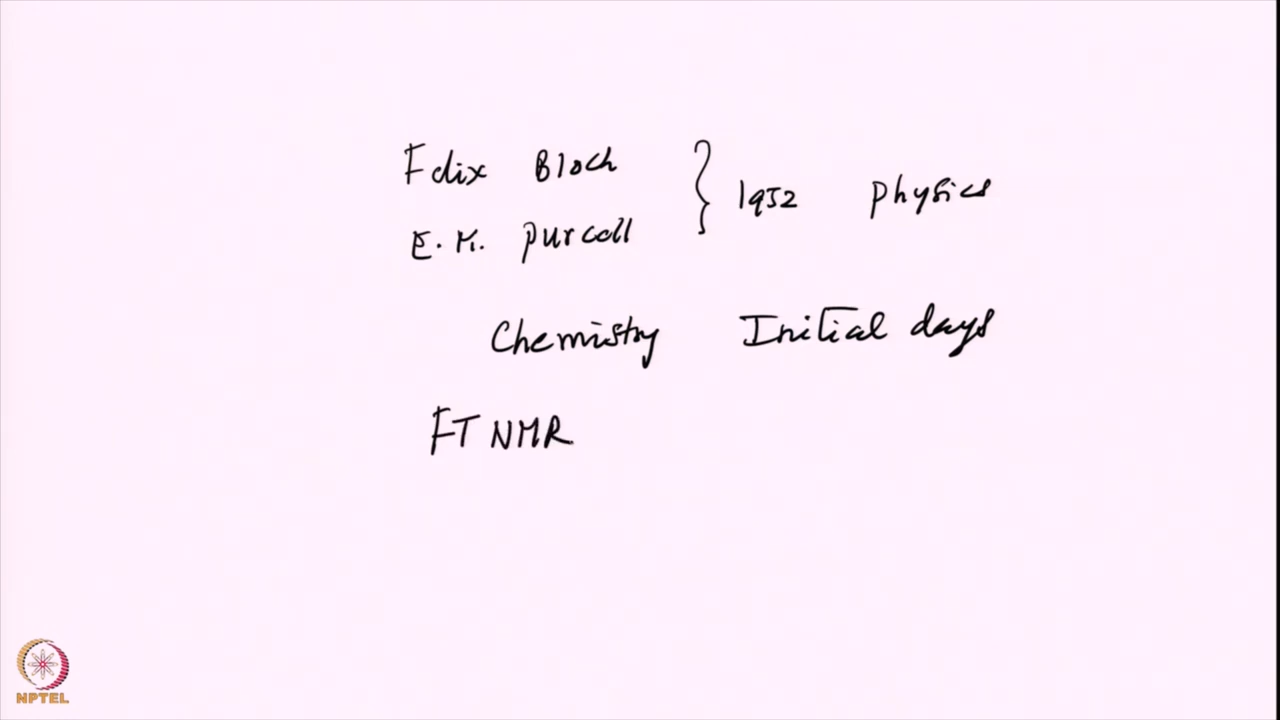 Felix Bloch } 1952 Physics
E. M. Purcell
Chemistry Initial days
FT NMR
NPTEL